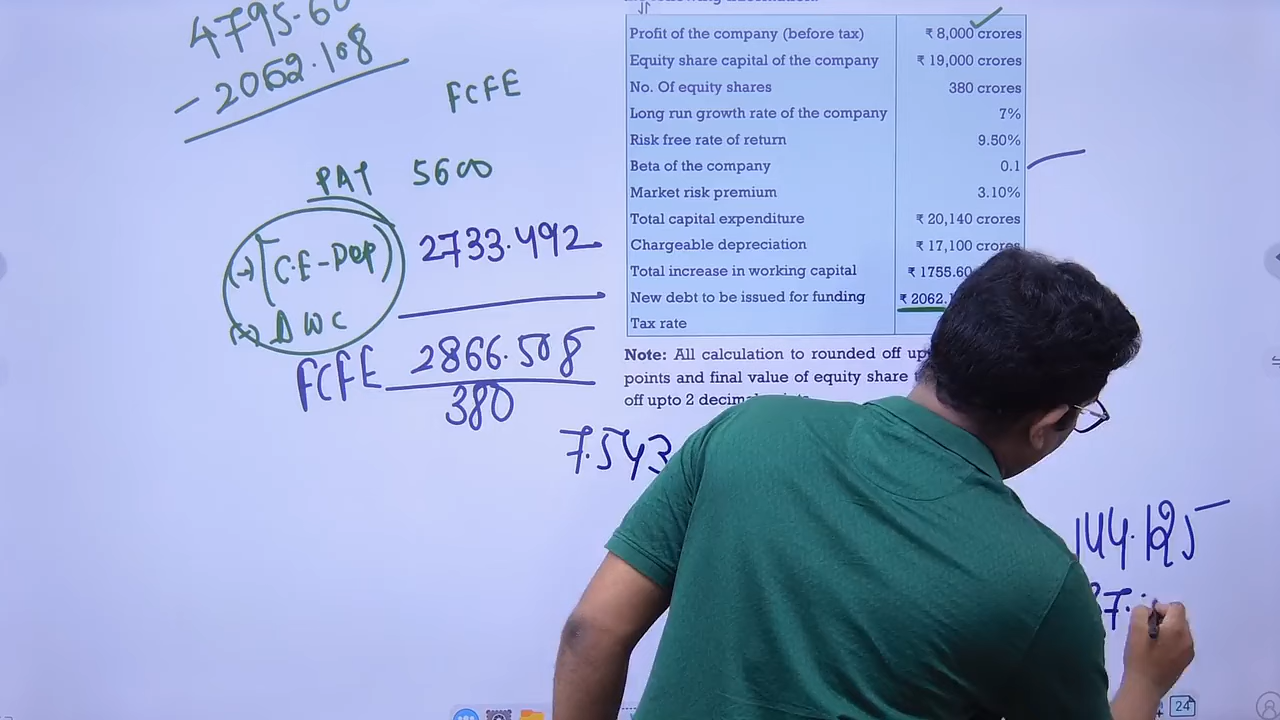 4795.60
- 2062.108
FCFE
PAT 5600
(-) [C.E-Dep) 2733.492
(-) Δ WC
FCFE 2866.508
380
7.543
144.125
37.
Profit of the company (before tax) ₹ 8,000 crores
Equity share capital of the company ₹ 19,000 crores
No. Of equity shares 380 crores
Long run growth rate of the company 7%
Risk free rate of return 9.50%
Beta of the company 0.1
Market risk premium 3.10%
Total capital expenditure ₹ 20,140 crores
Chargeable depreciation ₹ 17,100 crores
Total increase in working capital ₹ 1755.60
New debt to be issued for funding ₹ 2062.
Tax rate
Note: All calculation to rounded off up
points and final value of equity share
off upto 2 decimal
24